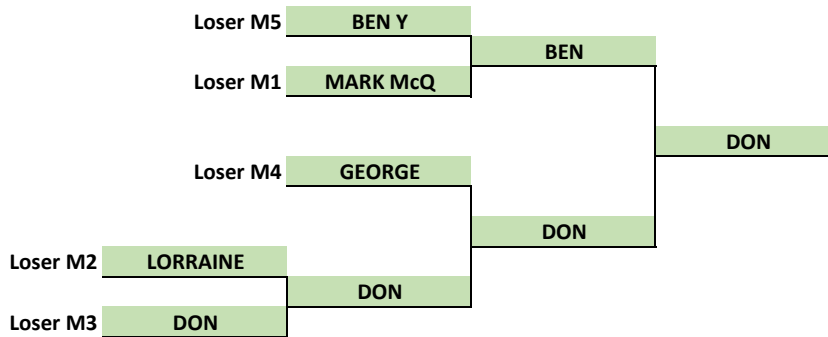 Loser M5 BEN Y
BEN
Loser M1 MARK McQ
DON
Loser M4 GEORGE
DON
Loser M2 LORRAINE
DON
Loser M3 DON